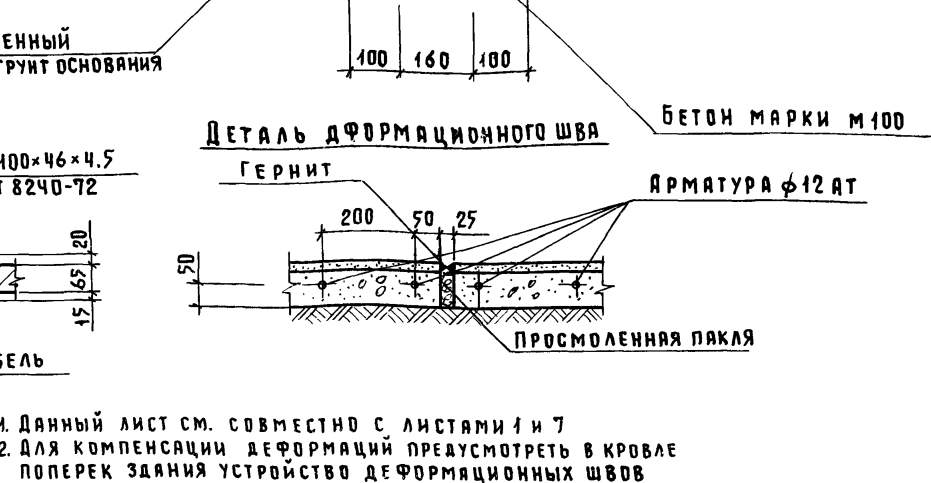 ЕННЫЙ
ГРУНТ ОСНОВАНИЯ
100 160 100
БЕТОН МАРКИ М100
ДЕТАЛЬ ДФОРМАЦИОННОГО ШВА
100×46×4.5
8240-72
ГЕРНИТ
АРМАТУРА ϕ12 АТ
200 50 25
20
65
15
50
ПРОСМОЛЕННАЯ ПАКЛЯ
БЕЛЬ
1. ДАННЫЙ ЛИСТ СМ. СОВМЕСТНО С ЛИСТАМИ 1 И 7
2. ДЛЯ КОМПЕНСАЦИИ ДЕФОРМАЦИЙ ПРЕДУСМОТРЕТЬ В КРОВЛЕ
ПОПЕРЕК ЗДАНИЯ УСТРОЙСТВО ДЕФОРМАЦИОННЫХ ШВОВ